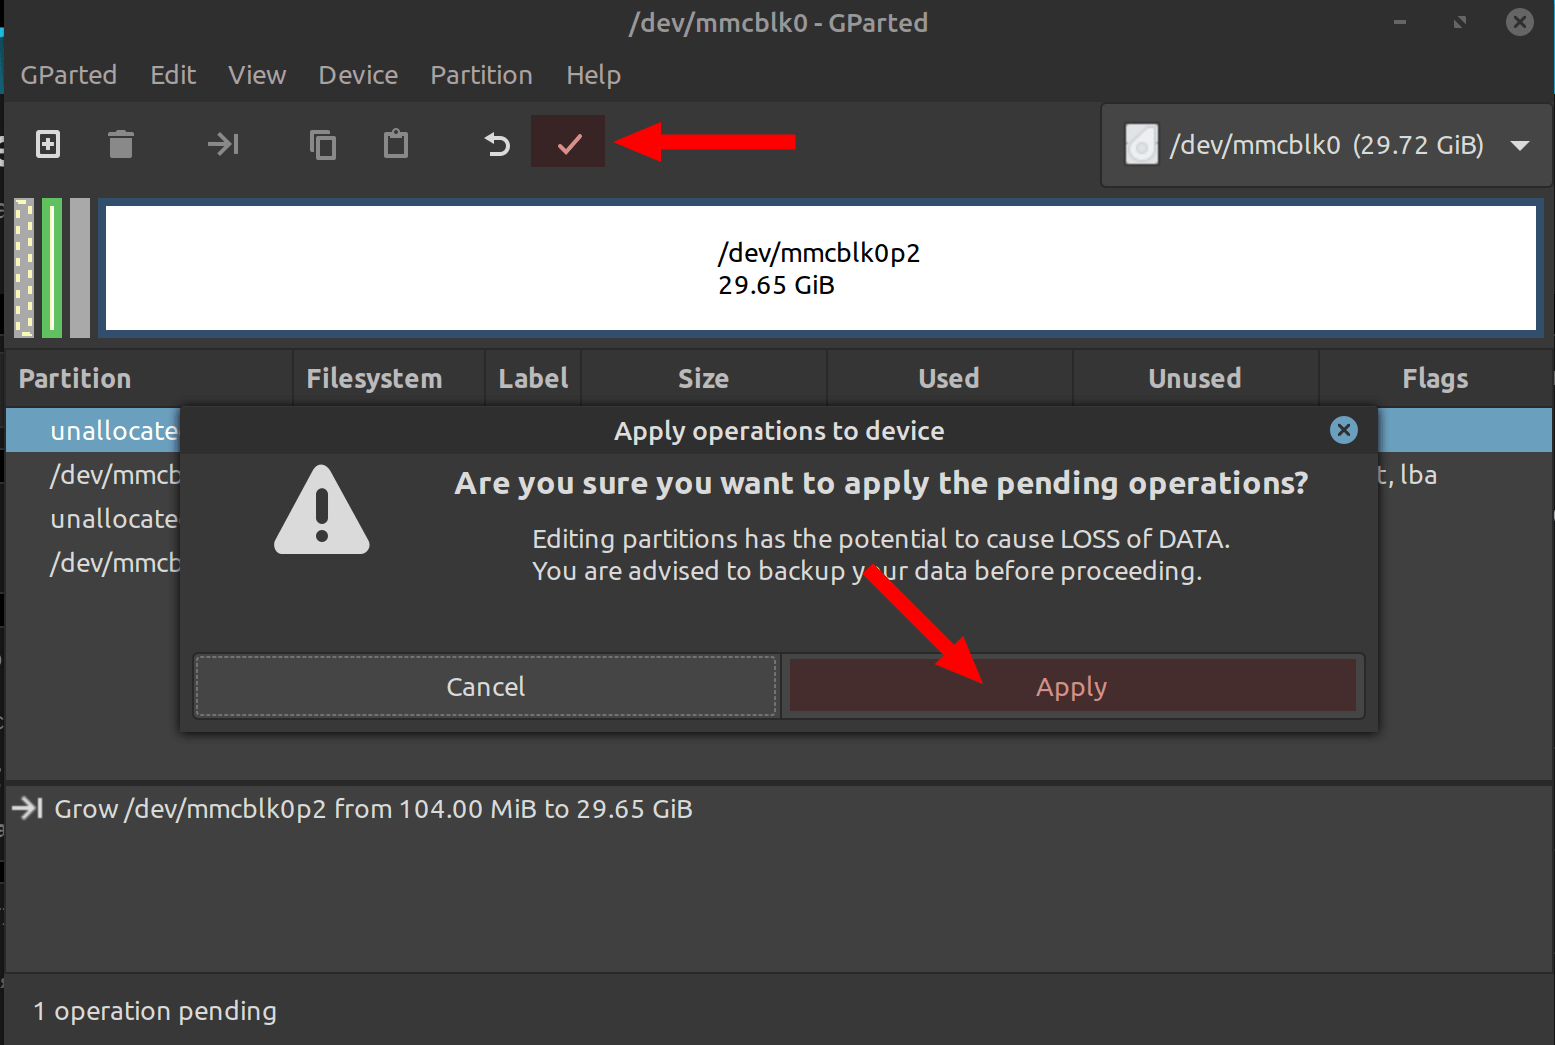 /dev/mmcblk0 - GParted
GParted Edit View Device Partition Help
/dev/mmcblk0 (29.72 GiB)
/dev/mmcblk0p2
29.65 GiB
Partition Filesystem Label Size Used Unused Flags
unallocate
/dev/mmcb t, lba
unallocate
/dev/mmcb
Apply operations to device
Are you sure you want to apply the pending operations?
Editing partitions has the potential to cause LOSS of DATA.
You are advised to backup your data before proceeding.
Cancel Apply
Grow /dev/mmcblk0p2 from 104.00 MiB to 29.65 GiB
1 operation pending